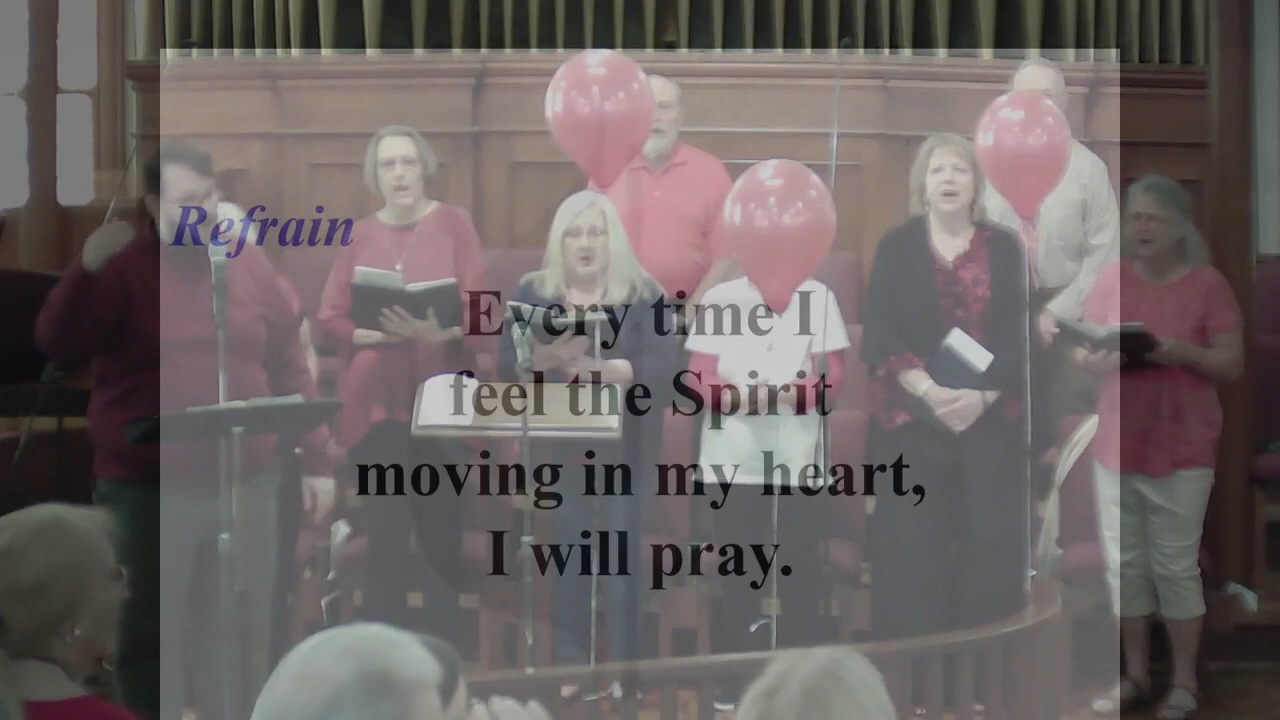 Refrain
Every time I
feel the Spirit
moving in my heart,
I will pray.